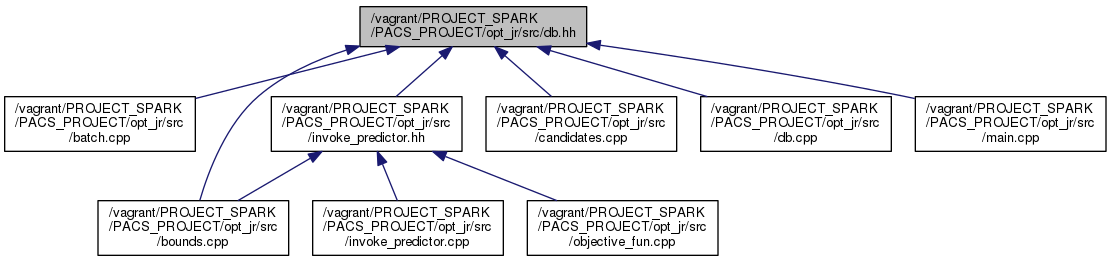 /vagrant/PROJECT_SPARK
/PACS_PROJECT/opt_jr/src/db.hh
/vagrant/PROJECT_SPARK
/PACS_PROJECT/opt_jr/src
/batch.cpp
/vagrant/PROJECT_SPARK
/PACS_PROJECT/opt_jr/src
/invoke_predictor.hh
/vagrant/PROJECT_SPARK
/PACS_PROJECT/opt_jr/src
/candidates.cpp
/vagrant/PROJECT_SPARK
/PACS_PROJECT/opt_jr/src
/db.cpp
/vagrant/PROJECT_SPARK
/PACS_PROJECT/opt_jr/src
/main.cpp
/vagrant/PROJECT_SPARK
/PACS_PROJECT/opt_jr/src
/bounds.cpp
/vagrant/PROJECT_SPARK
/PACS_PROJECT/opt_jr/src
/invoke_predictor.cpp
/vagrant/PROJECT_SPARK
/PACS_PROJECT/opt_jr/src
/objective_fun.cpp